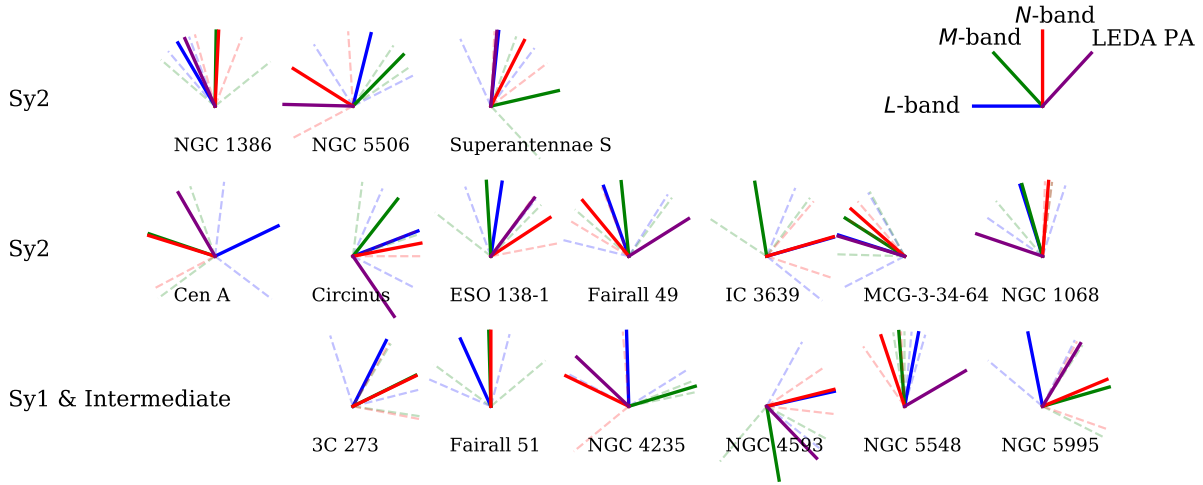 N-band
M-band LEDA PA
Sy2
L-band
NGC 1386 NGC 5506 Superantennae S
Sy2
Cen A Circinus ESO 138-1 Fairall 49 IC 3639 MCG-3-34-64 NGC 1068
Sy1 & Intermediate
3C 273 Fairall 51 NGC 4235 NGC 4593 NGC 5548 NGC 5995